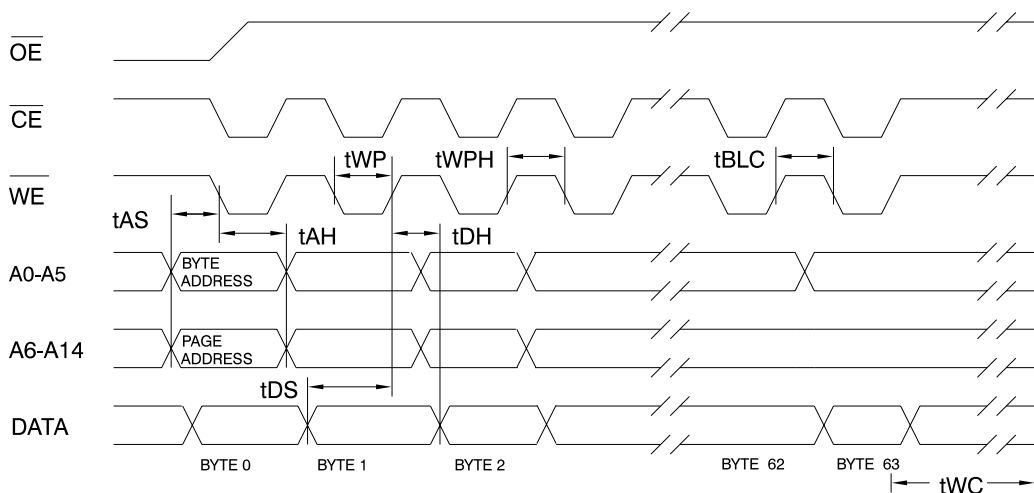 OE
CE
tWP
tWPH
tBLC
WE
tAS
tAH
tDH
A0-A5
BYTE
ADDRESS
A6-A14
PAGE
ADDRESS
tDS
DATA
BYTE 0
BYTE 1
BYTE 2
BYTE 62
BYTE 63
tWC